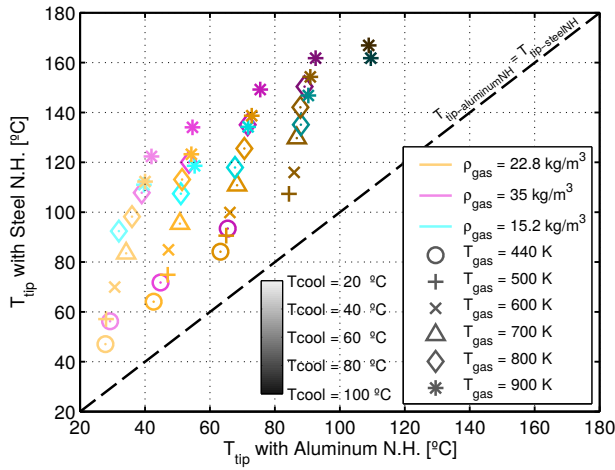 180
160
140
120
100
80
60
40
20
20 40 60 80 100 120 140 160 180
T_tip with Steel N.H. [ºC]
T_tip with Aluminum N.H. [ºC]
T_tip-aluminumNH = T_tip-steelNH
Tcool = 20 ºC
Tcool = 40 ºC
Tcool = 60 ºC
Tcool = 80 ºC
Tcool = 100 ºC
ρ_gas = 22.8 kg/m³
ρ_gas = 35 kg/m³
ρ_gas = 15.2 kg/m³
T_gas = 440 K
T_gas = 500 K
T_gas = 600 K
T_gas = 700 K
T_gas = 800 K
T_gas = 900 K